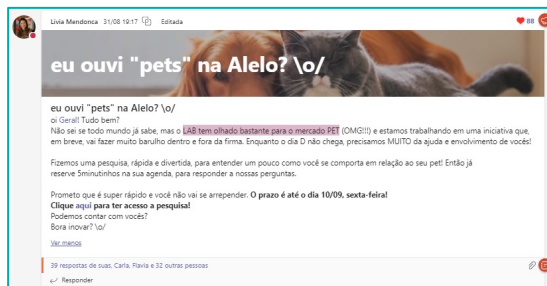 Livia Mendonca 31/08 19:17 Editada
88
eu ouvi "pets" na Alelo? \o/
eu ouvi "pets" na Alelo? \o/
oi Geral! Tudo bem?
Não sei se todo mundo já sabe, mas o LAB tem olhado bastante para o mercado PET (OMG!!!) e estamos trabalhando em uma iniciativa que,
em breve, vai fazer muito barulho dentro e fora da firma. Enquanto o dia D não chega, precisamos MUITO da ajuda e envolvimento de vocês!
Fizemos uma pesquisa, rápida e divertida, para entender um pouco como você se comporta em relação ao seu pet! Então já
reserve 5minutinhos na sua agenda, para responder a nossas perguntas.
Prometo que é super rápido e você não vai se arrepender. O prazo é até o dia 10/09, sexta-feira!
Clique aqui para ter acesso a pesquisa!
Podemos contar com vocês?
Bora inovar? \o/
Ver menos
39 respostas de suas, Carla, Flavia e 32 outras pessoas
Responder